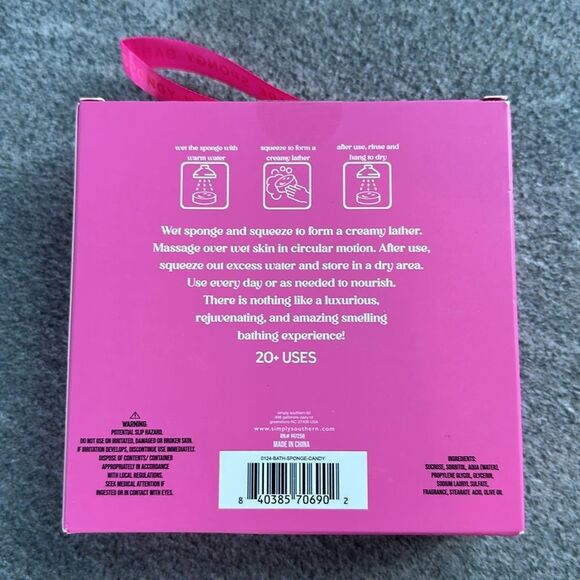 SPONGY BA
wet the sponge with
warm water
squeeze to form a
creamy lather
after use, rinse and
hang to dry
Wet sponge and squeeze to form a creamy lather.
Massage over wet skin in circular motion. After use,
squeeze out excess water and store in a dry area.
Use every day or as needed to nourish.
There is nothing like a luxurious,
rejuvenating, and amazing smelling
bathing experience!
20+ USES
WARNING:
POTENTIAL SLIP HAZARD.
DO NOT USE ON IRRITATED, DAMAGED OR BROKEN SKIN.
IF IRRITATION DEVELOPS, DISCONTINUE USE IMMEDIATELY.
DISPOSE OF CONTENTS/ CONTAINER
APPROPRIATELY IN ACCORDANCE
WITH LOCAL REGULATIONS.
SEEK MEDICAL ATTENTION IF
INGESTED OR IN CONTACT WITH EYES.
simply southern
greensboro NC 27406 USA
www.simplysouthern.com
MADE IN CHINA
0124-BATH-SPONGE-CANDY
8 40385 70690 2
INGREDIENTS:
SUCROSE, SORBITOL, AQUA (WATER),
PROPYLENE GLYCOL, GLYCERIN,
SODIUM LAURYL SULFATE,
FRAGRANCE, STEARATE ACID, OLIVE OIL